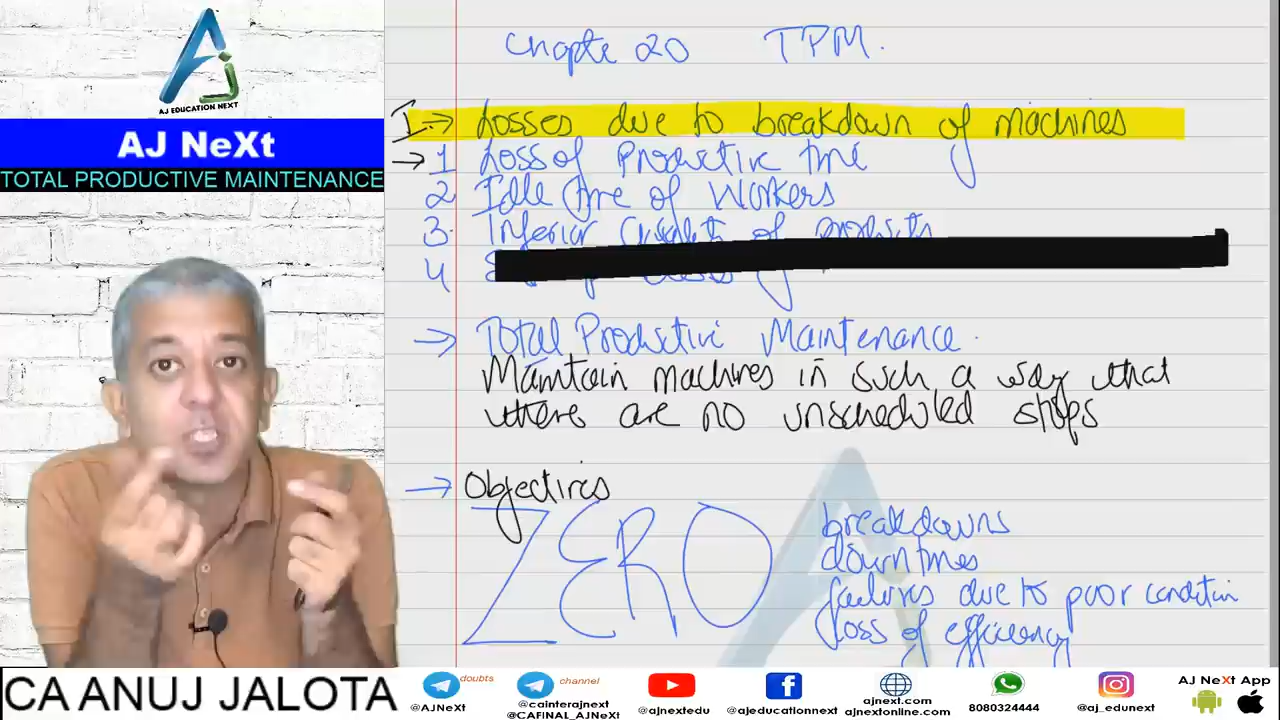 AJ EDUCATION NEXT
AJ NeXt
TOTAL PRODUCTIVE MAINTENANCE
Chapte 20 TPM.
I. → Losses due to breakdown of machines
→ 1 Loss of Productive time
2 Idle time of Workers
3. Inferior Quality of products
4
→ Total Productive Maintenance.
Maintain machines in such a way that
there are no unscheduled stops
→ Objectives
ZERO
breakdowns
downtimes
failures due to poor condition
loss of efficiency
CA ANUJ JALOTA
doubts
@AJNeXt
channel
@cainterajnext
@CAFINAL_AJNeXt
@ajnextedu
@ajeducationnext
ajnext.com
ajnextonline.com
8080324444
@aj_edunext
AJ NeXt App